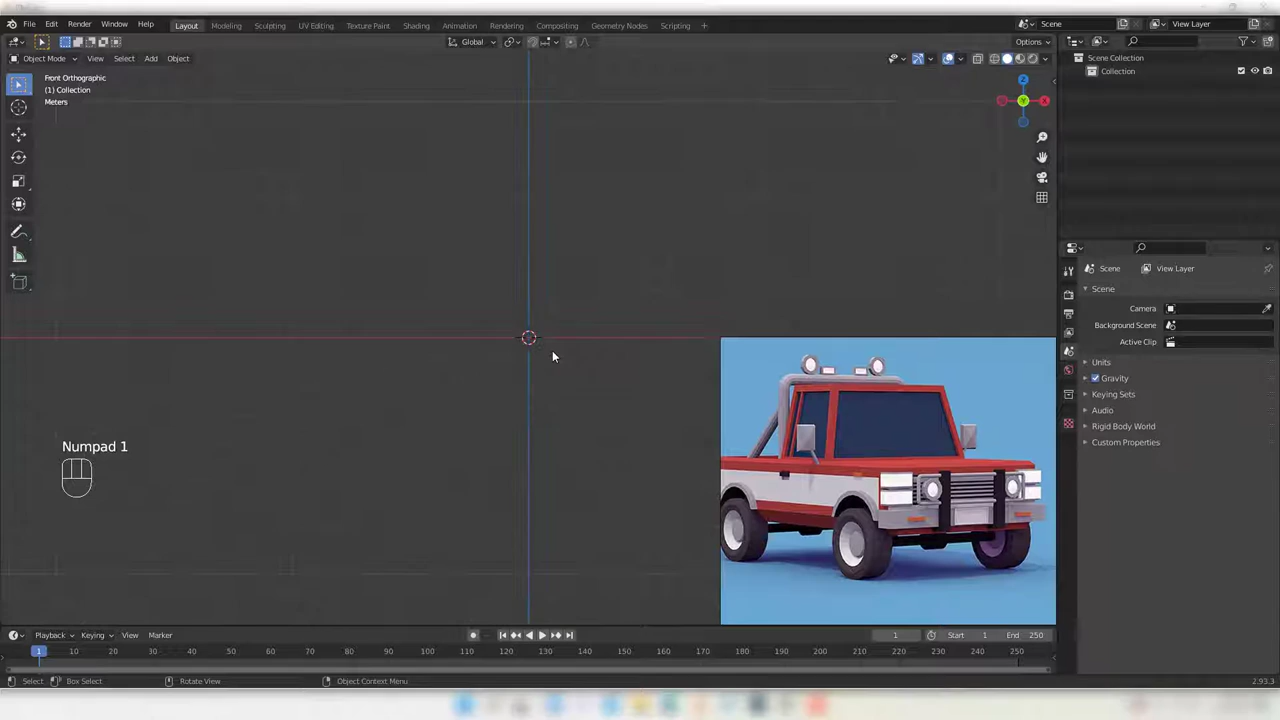 File Edit Render Window Help Layout Modeling Sculpting UV Editing Texture Paint Shading Animation Rendering Compositing Geometry Nodes Scripting + Scene View Layer
Global Options
Object Mode View Select Add Object
Scene Collection
Collection
Front Orthographic
(1) Collection
Meters
Z
Y
X
Scene View Layer
Scene
Camera
Background Scene
Active Clip
Units
Gravity
Keying Sets
Audio
Rigid Body World
Custom Properties
Numpad 1
Playback Keying View Marker 1 Start 1 End 250
1 10 20 30 40 50 60 70 80 90 100 110 120 130 140 150 160 170 180 190 200 210 220 230 240 250
Select Box Select Rotate View Object Context Menu 2.93.3